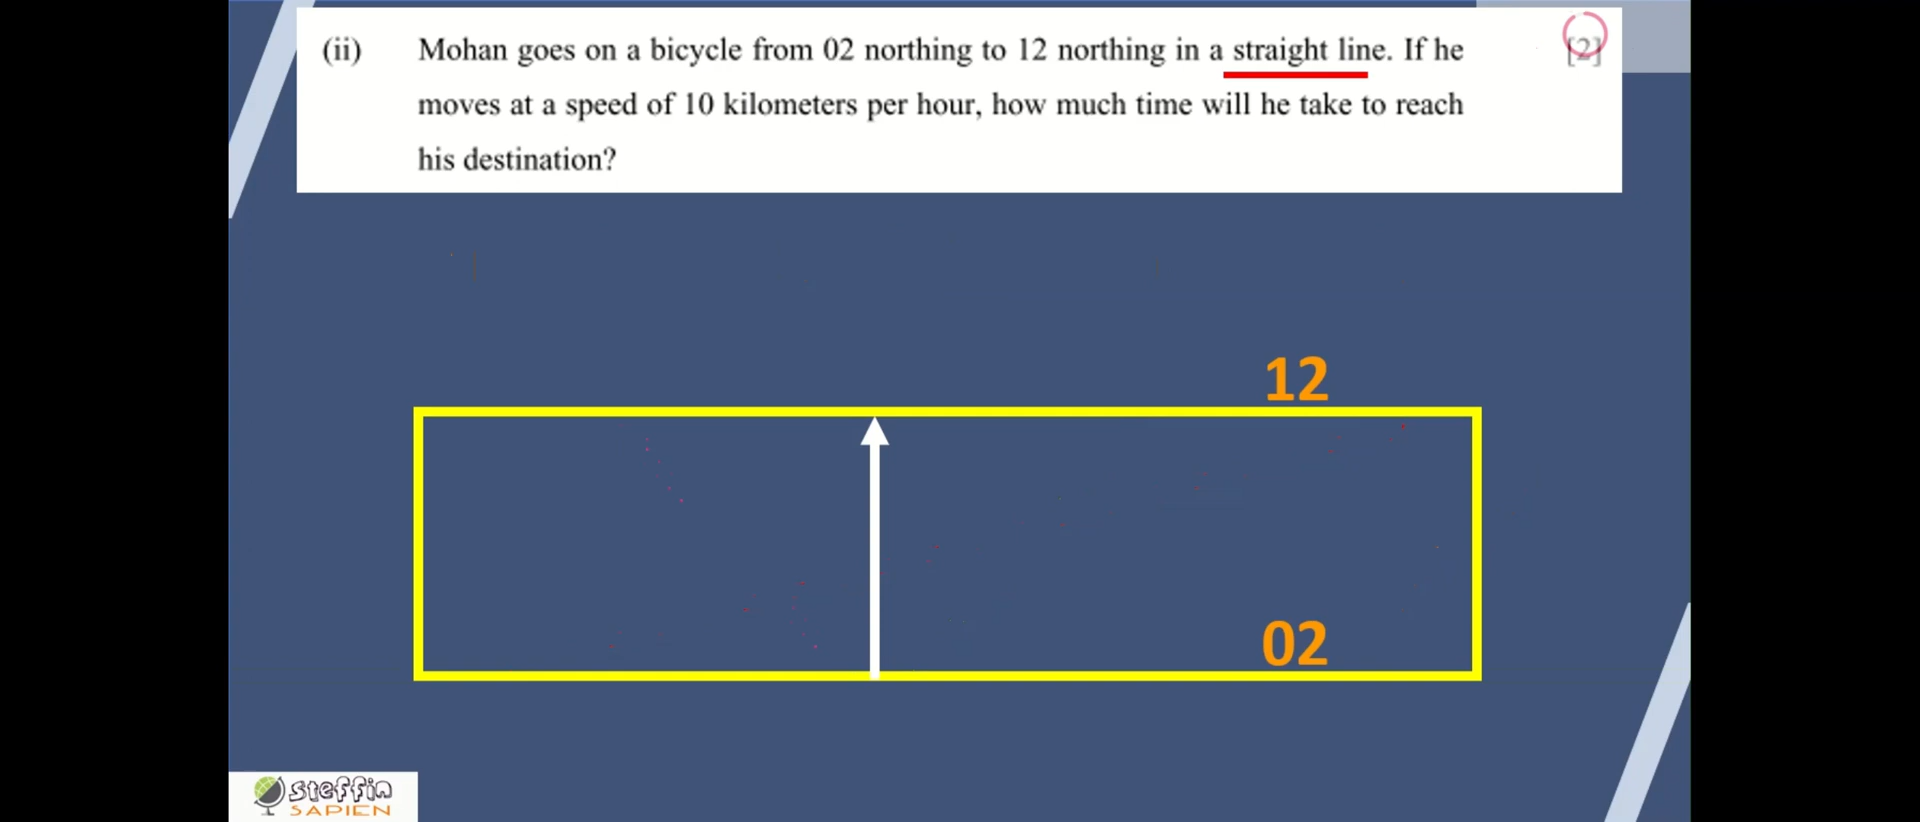 (ii) Mohan goes on a bicycle from 02 northing to 12 northing in a straight line. If he [2]
moves at a speed of 10 kilometers per hour, how much time will he take to reach
his destination?
12
02
steffin
SAPIEN